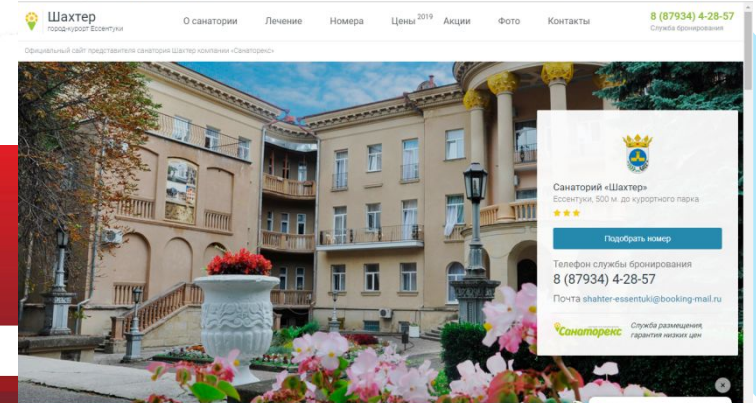 Шахтер
город-курорт Ессентуки
О санатории
Лечение
Номера
Цены 2019
Акции
Фото
Контакты
8 (87934) 4-28-57
Служба бронирования
Официальный сайт представителя санатория Шахтер компании «Санаторекс»
Санаторий «Шахтер»
Ессентуки, 500 м. до курортного парка
Подобрать номер
Телефон службы бронирования
8 (87934) 4-28-57
Почта shahter-essentuki@booking-mail.ru
Санаторекс
Служба размещения,
гарантия низких цен